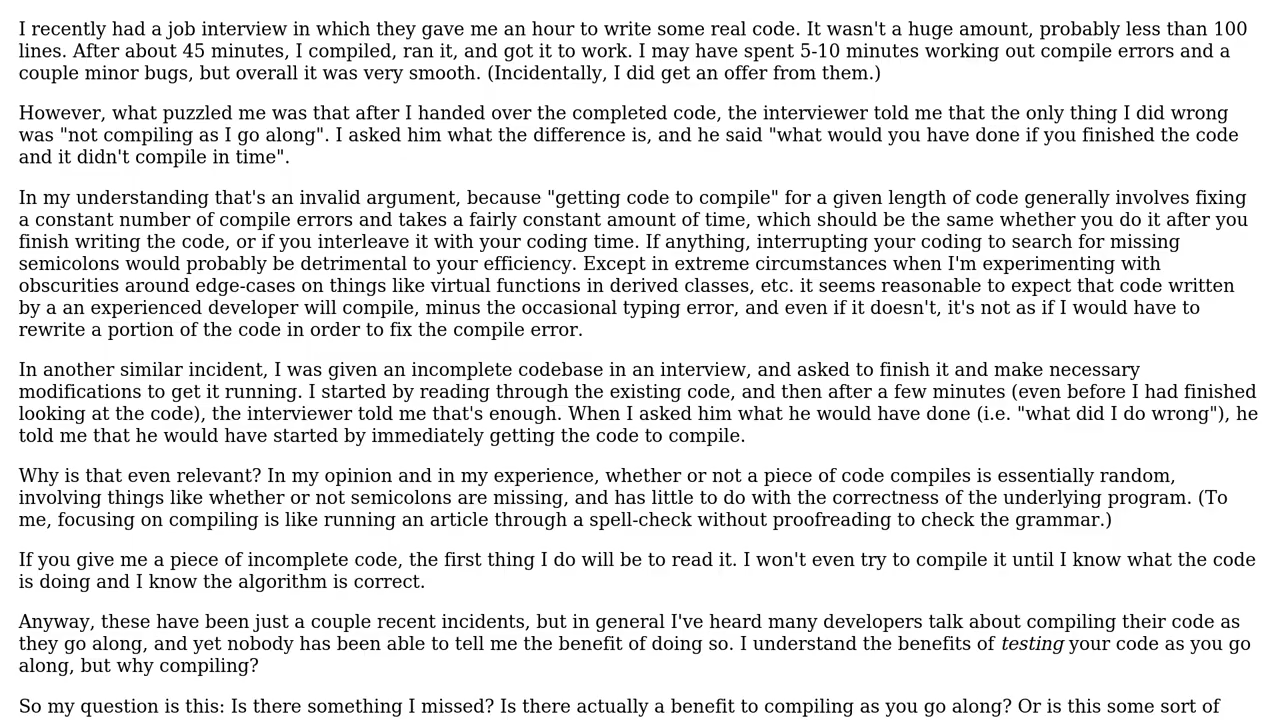 I recently had a job interview in which they gave me an hour to write some real code. It wasn't a huge amount, probably less than 100
lines. After about 45 minutes, I compiled, ran it, and got it to work. I may have spent 5-10 minutes working out compile errors and a
couple minor bugs, but overall it was very smooth. (Incidentally, I did get an offer from them.)
However, what puzzled me was that after I handed over the completed code, the interviewer told me that the only thing I did wrong
was "not compiling as I go along". I asked him what the difference is, and he said "what would you have done if you finished the code
and it didn't compile in time".
In my understanding that's an invalid argument, because "getting code to compile" for a given length of code generally involves fixing
a constant number of compile errors and takes a fairly constant amount of time, which should be the same whether you do it after you
finish writing the code, or if you interleave it with your coding time. If anything, interrupting your coding to search for missing
semicolons would probably be detrimental to your efficiency. Except in extreme circumstances when I'm experimenting with
obscurities around edge-cases on things like virtual functions in derived classes, etc. it seems reasonable to expect that code written
by a an experienced developer will compile, minus the occasional typing error, and even if it doesn't, it's not as if I would have to
rewrite a portion of the code in order to fix the compile error.
In another similar incident, I was given an incomplete codebase in an interview, and asked to finish it and make necessary
modifications to get it running. I started by reading through the existing code, and then after a few minutes (even before I had finished
looking at the code), the interviewer told me that's enough. When I asked him what he would have done (i.e. "what did I do wrong"), he
told me that he would have started by immediately getting the code to compile.
Why is that even relevant? In my opinion and in my experience, whether or not a piece of code compiles is essentially random,
involving things like whether or not semicolons are missing, and has little to do with the correctness of the underlying program. (To
me, focusing on compiling is like running an article through a spell-check without proofreading to check the grammar.)
If you give me a piece of incomplete code, the first thing I do will be to read it. I won't even try to compile it until I know what the code
is doing and I know the algorithm is correct.
Anyway, these have been just a couple recent incidents, but in general I've heard many developers talk about compiling their code as
they go along, and yet nobody has been able to tell me the benefit of doing so. I understand the benefits of testing your code as you go
along, but why compiling?
So my question is this: Is there something I missed? Is there actually a benefit to compiling as you go along? Or is this some sort of